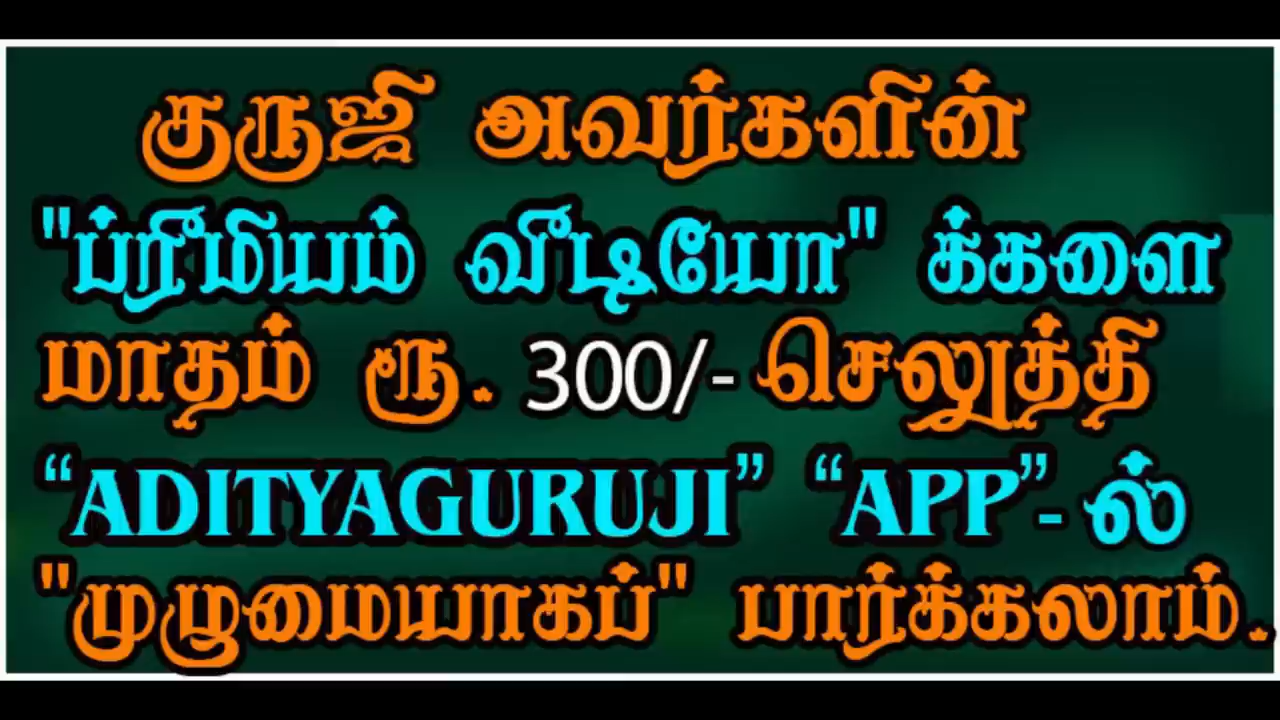 குருஜி அவர்களின்
"ப்ரீமியம் வீடியோ" க்களை
மாதம் ரூ. 300/- செலுத்தி
“ADITYAGURUJI” “APP”- ல்
"முழுமையாகப்" பார்க்கலாம்.